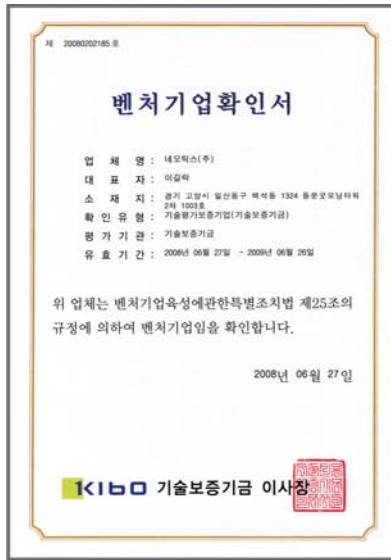 제 20080202185 호
벤처기업확인서
업 체 명 : 네오틱스(주)
대 표 자 : 이길락
소 재 지 : 경기 고양시 일산동구 백석동 1324 동문굿모닝타워
2차 1003호
확 인 유 형 : 기술평가보증기업(기술보증기금)
평 가 기 관 : 기술보증기금
유 효 기 간 : 2008년 06월 27일 - 2009년 06월 26일
위 업체는 벤처기업육성에관한특별조치법 제25조의
규정에 의하여 벤처기업임을 확인합니다.
2008년 06월 27일
KIBO 기술보증기금 이사장